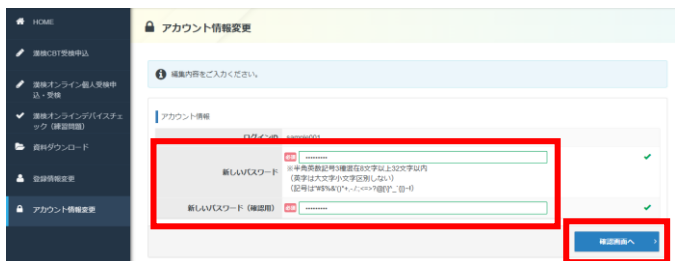 HOME
漢検CBT受検申込
漢検オンライン個人受検申
込・受検
漢検オンラインデバイスチェ
ック（練習問題）
資料ダウンロード
登録情報変更
アカウント情報変更
アカウント情報変更
編集内容をご入力ください。
アカウント情報
ログインID sample001
新しいパスワード 必須 •••••••••
※半角英数記号3種混在8文字以上32文字以内
（英字は大文字小文字区別しない）
新しいパスワード（確認用） 必須 •••••••••
確認画面へ